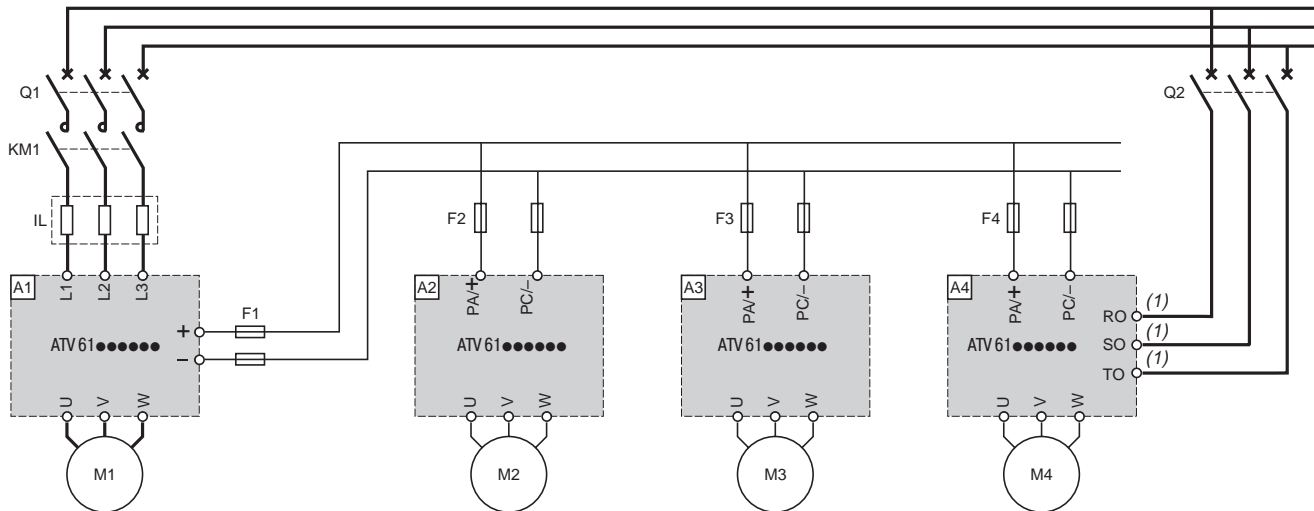 Q1
Q2
KM1
IL
F2
F3
F4
A1
L1
L2
L3
A2
PA/+
PC/–
A3
PA/+
PC/–
A4
PA/+
PC/–
F1
+
–
RO
(1)
SO
(1)
TO
(1)
ATV 61●●●●●●
ATV 61●●●●●●
ATV 61●●●●●●
ATV 61●●●●●●
U
V
W
U
V
W
U
V
W
U
V
W
M1
M2
M3
M4